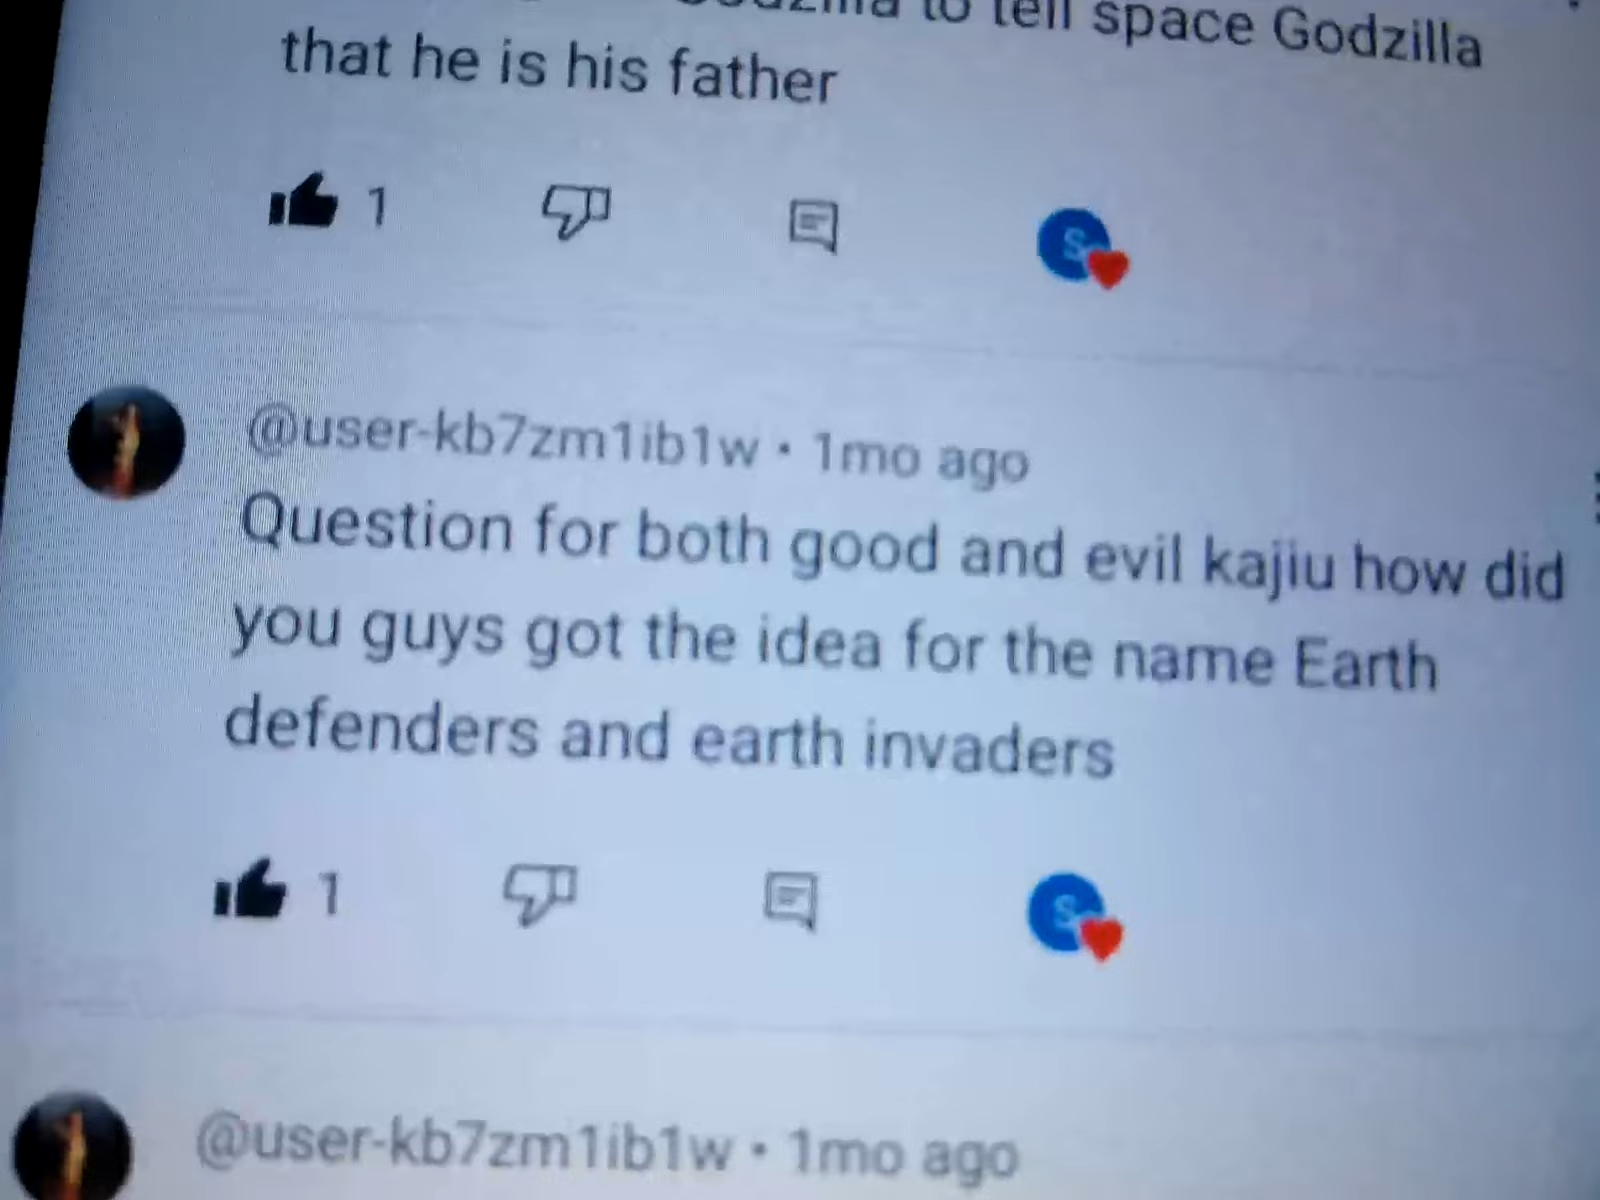 to tell space Godzilla
that he is his father
1
S
@user-kb7zm1ib1w · 1mo ago
Question for both good and evil kajiu how did
you guys got the idea for the name Earth
defenders and earth invaders
1
S
@user-kb7zm1ib1w · 1mo ago